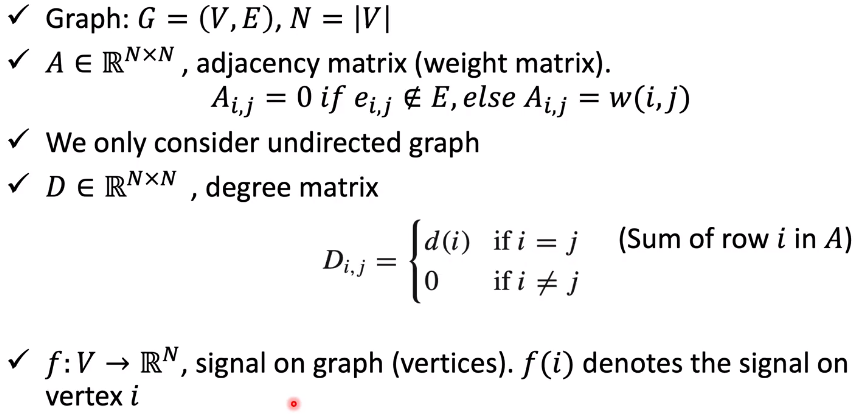 ✓ Graph: G = (V, E), N = |V|
✓ A ∈ ℝ^{N×N} , adjacency matrix (weight matrix).
A_{i,j} = 0 if e_{i,j} ∉ E, else A_{i,j} = w(i,j)
✓ We only consider undirected graph
✓ D ∈ ℝ^{N×N} , degree matrix
D_{i,j} = { d(i) if i = j (Sum of row i in A)
0 if i ≠ j
✓ f: V → ℝ^N, signal on graph (vertices). f(i) denotes the signal on
vertex i